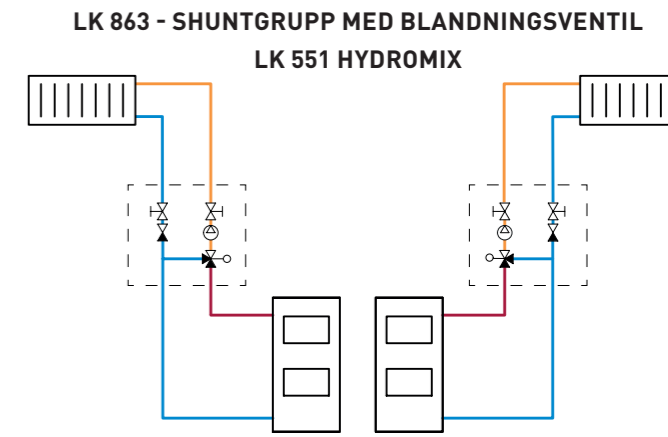 LK 863 - SHUNTGRUPP MED BLANDNINGSVENTIL
LK 551 HYDROMIX